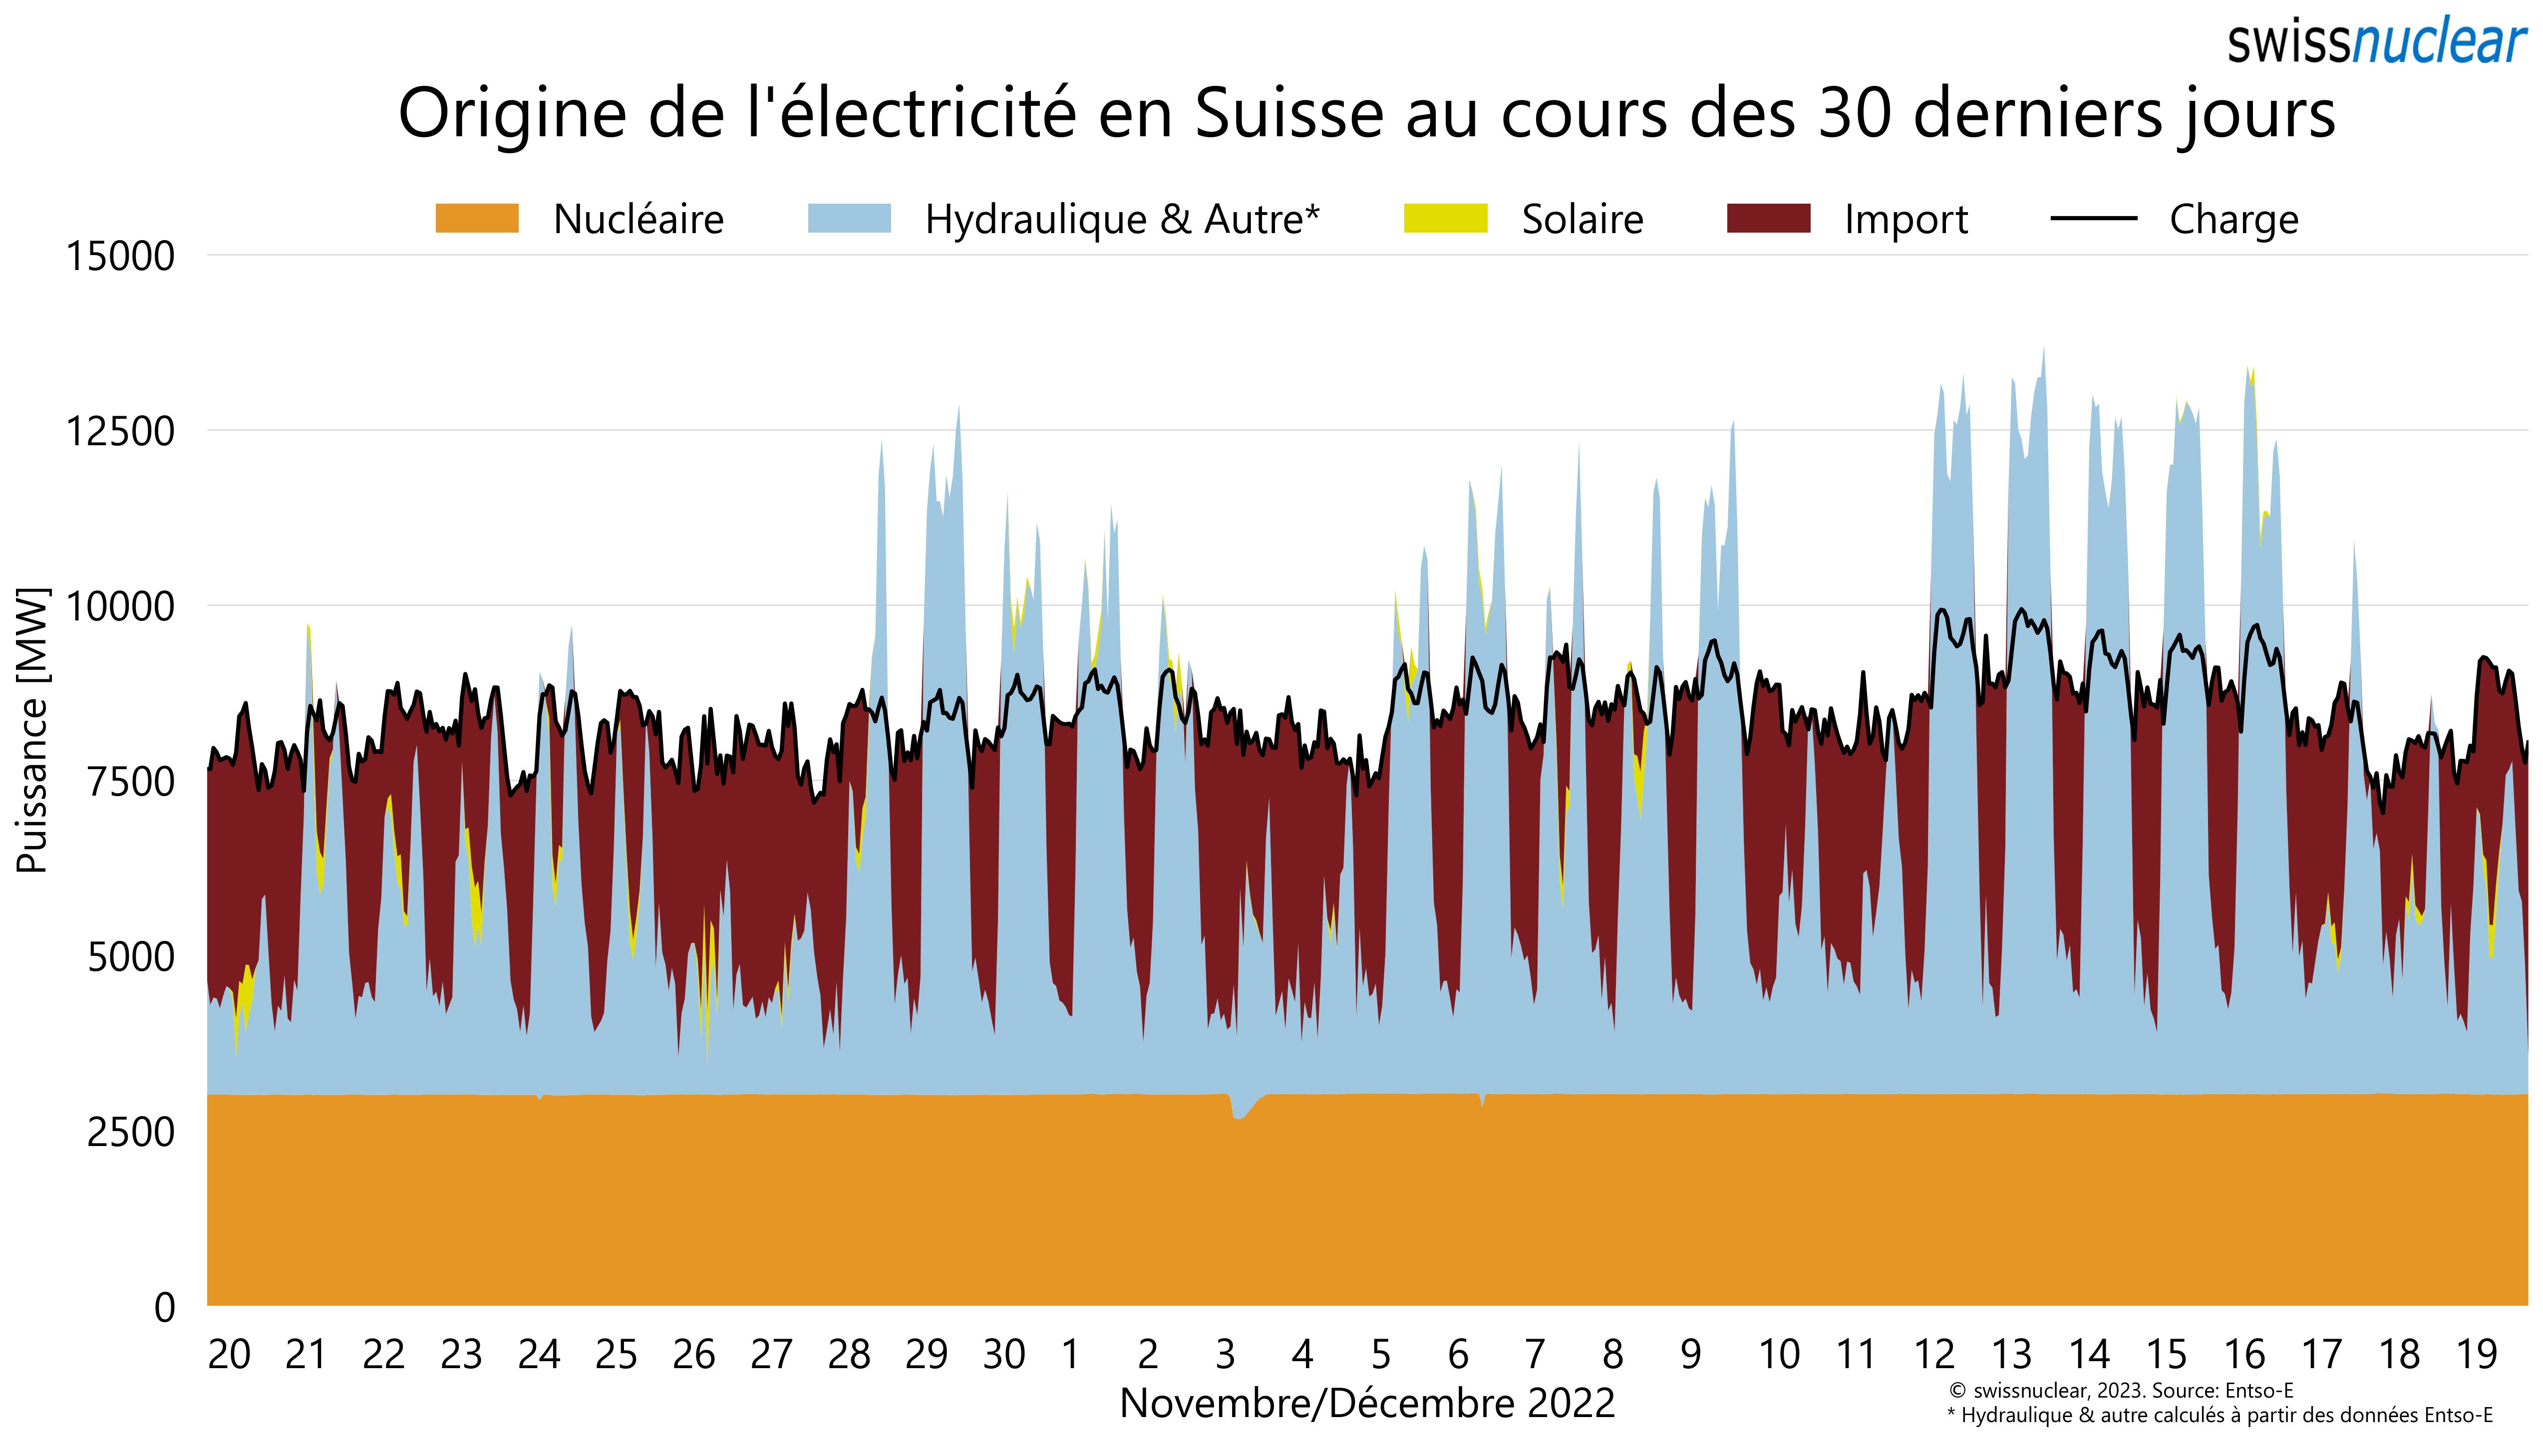 swissnuclear
Origine de l'électricité en Suisse au cours des 30 derniers jours
Nucléaire Hydraulique & Autre* Solaire Import Charge
15000
12500
10000
7500
5000
2500
0
Puissance [MW]
20 21 22 23 24 25 26 27 28 29 30 1 2 3 4 5 6 7 8 9 10 11 12 13 14 15 16 17 18 19
Novembre/Décembre 2022
© swissnuclear, 2023. Source: Entso-E
* Hydraulique & autre calculés à partir des données Entso-E